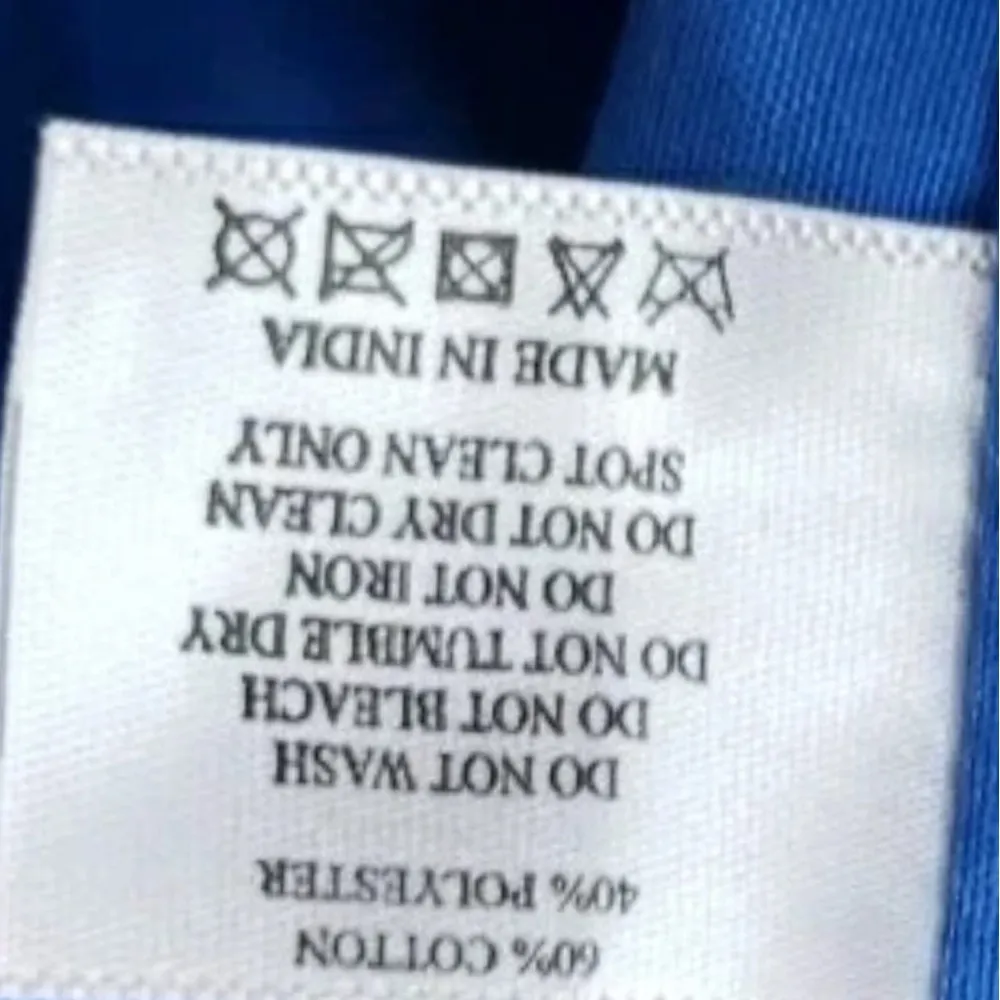 60% COTTON
40% POLYESTER
DO NOT WASH
DO NOT BLEACH
DO NOT TUMBLE DRY
DO NOT IRON
DO NOT DRY CLEAN
SPOT CLEAN ONLY
MADE IN INDIA